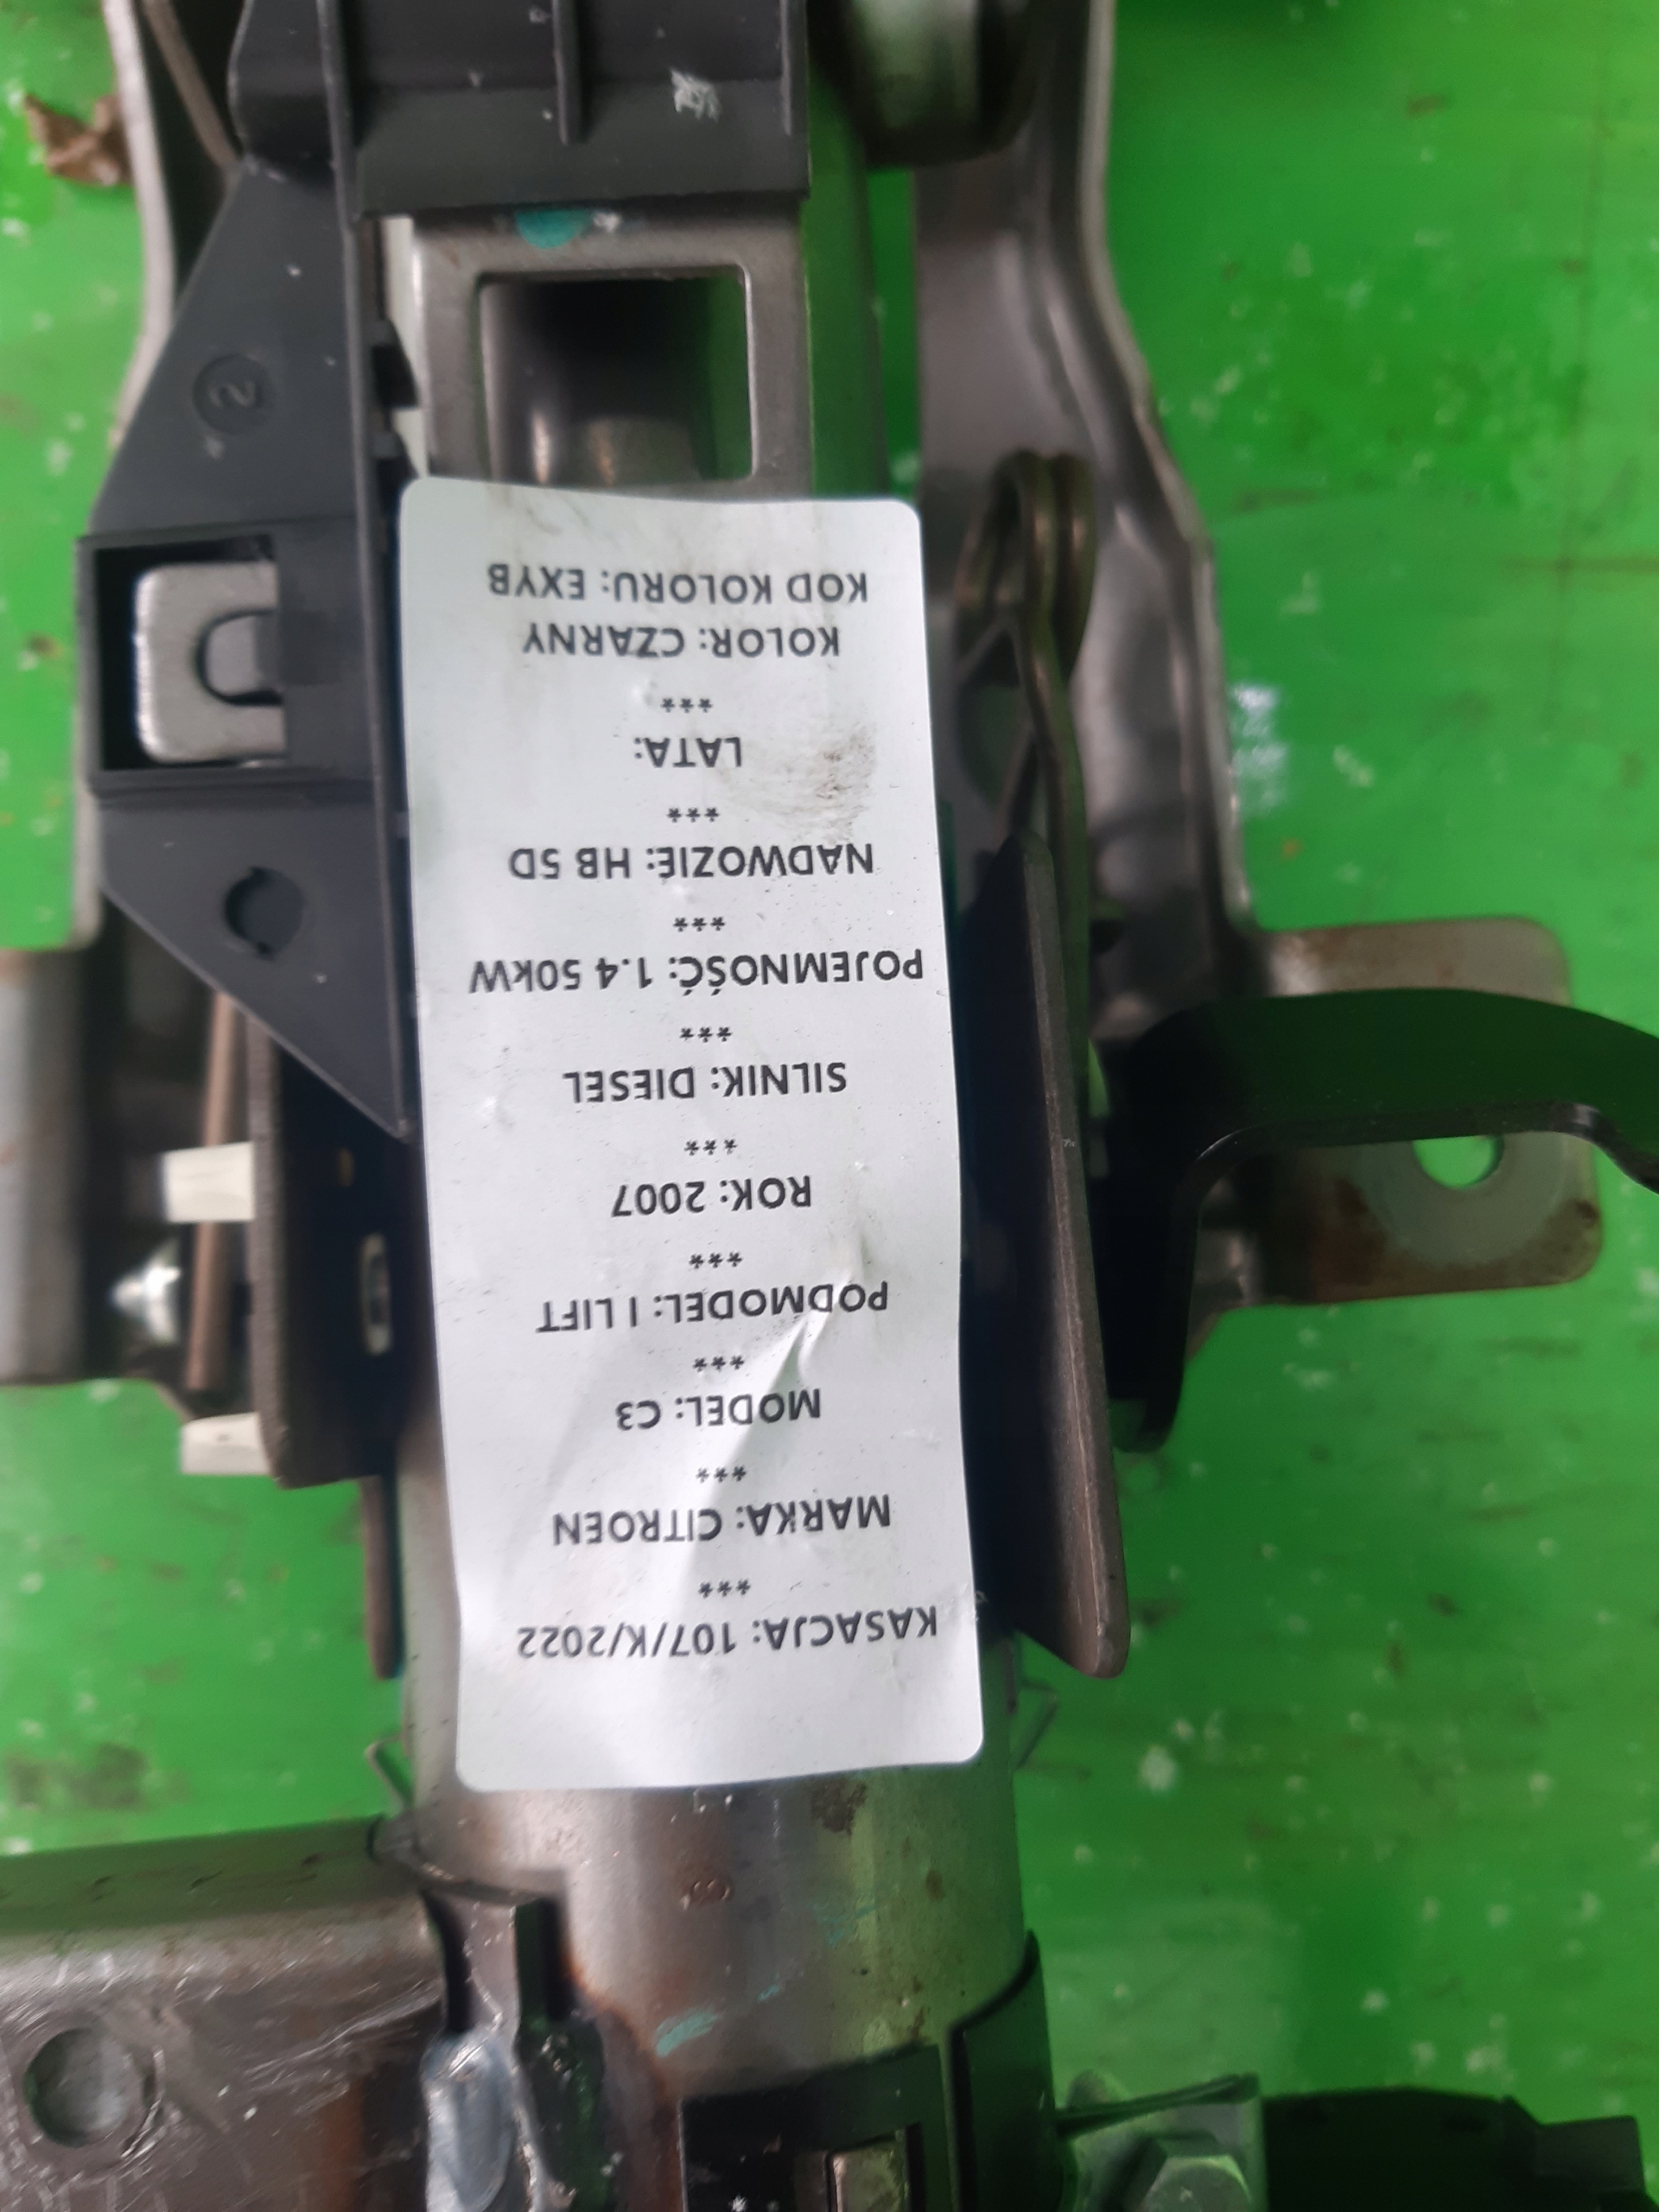 KASACJA: 107/K/2022
***
MARKA: CITROEN
***
MODEL: C3
***
PODMODEL: I LIFT
***
ROK: 2007
***
SILNIK: DIESEL
***
POJEMNOŚĆ: 1.4 50kW
***
NADWOZIE: HB 5D
***
LATA:
***
KOLOR: CZARNY
KOD KOLORU: EXYB
2